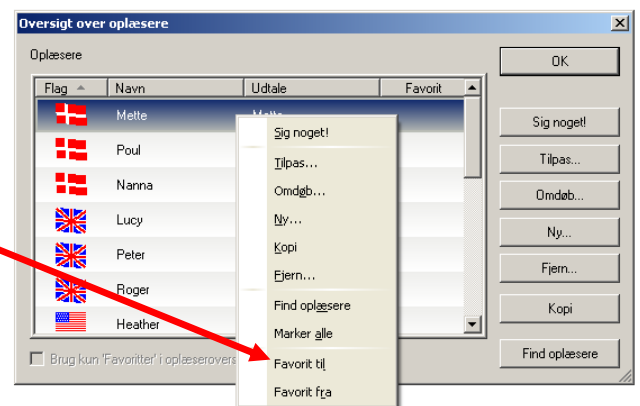 Oversigt over oplæsere
Oplæsere
OK
Flag Navn Udtale Favorit
Mette
Poul
Nanna
Lucy
Peter
Roger
Heather
Sig noget!
Tilpas...
Omdøb...
Ny...
Kopi
Fjern...
Find oplæsere
Marker alle
Favorit til
Favorit fra
Sig noget!
Tilpas...
Omdøb...
Ny...
Fjern...
Kopi
Find oplæsere
Brug kun 'Favoritter' i oplæserovers